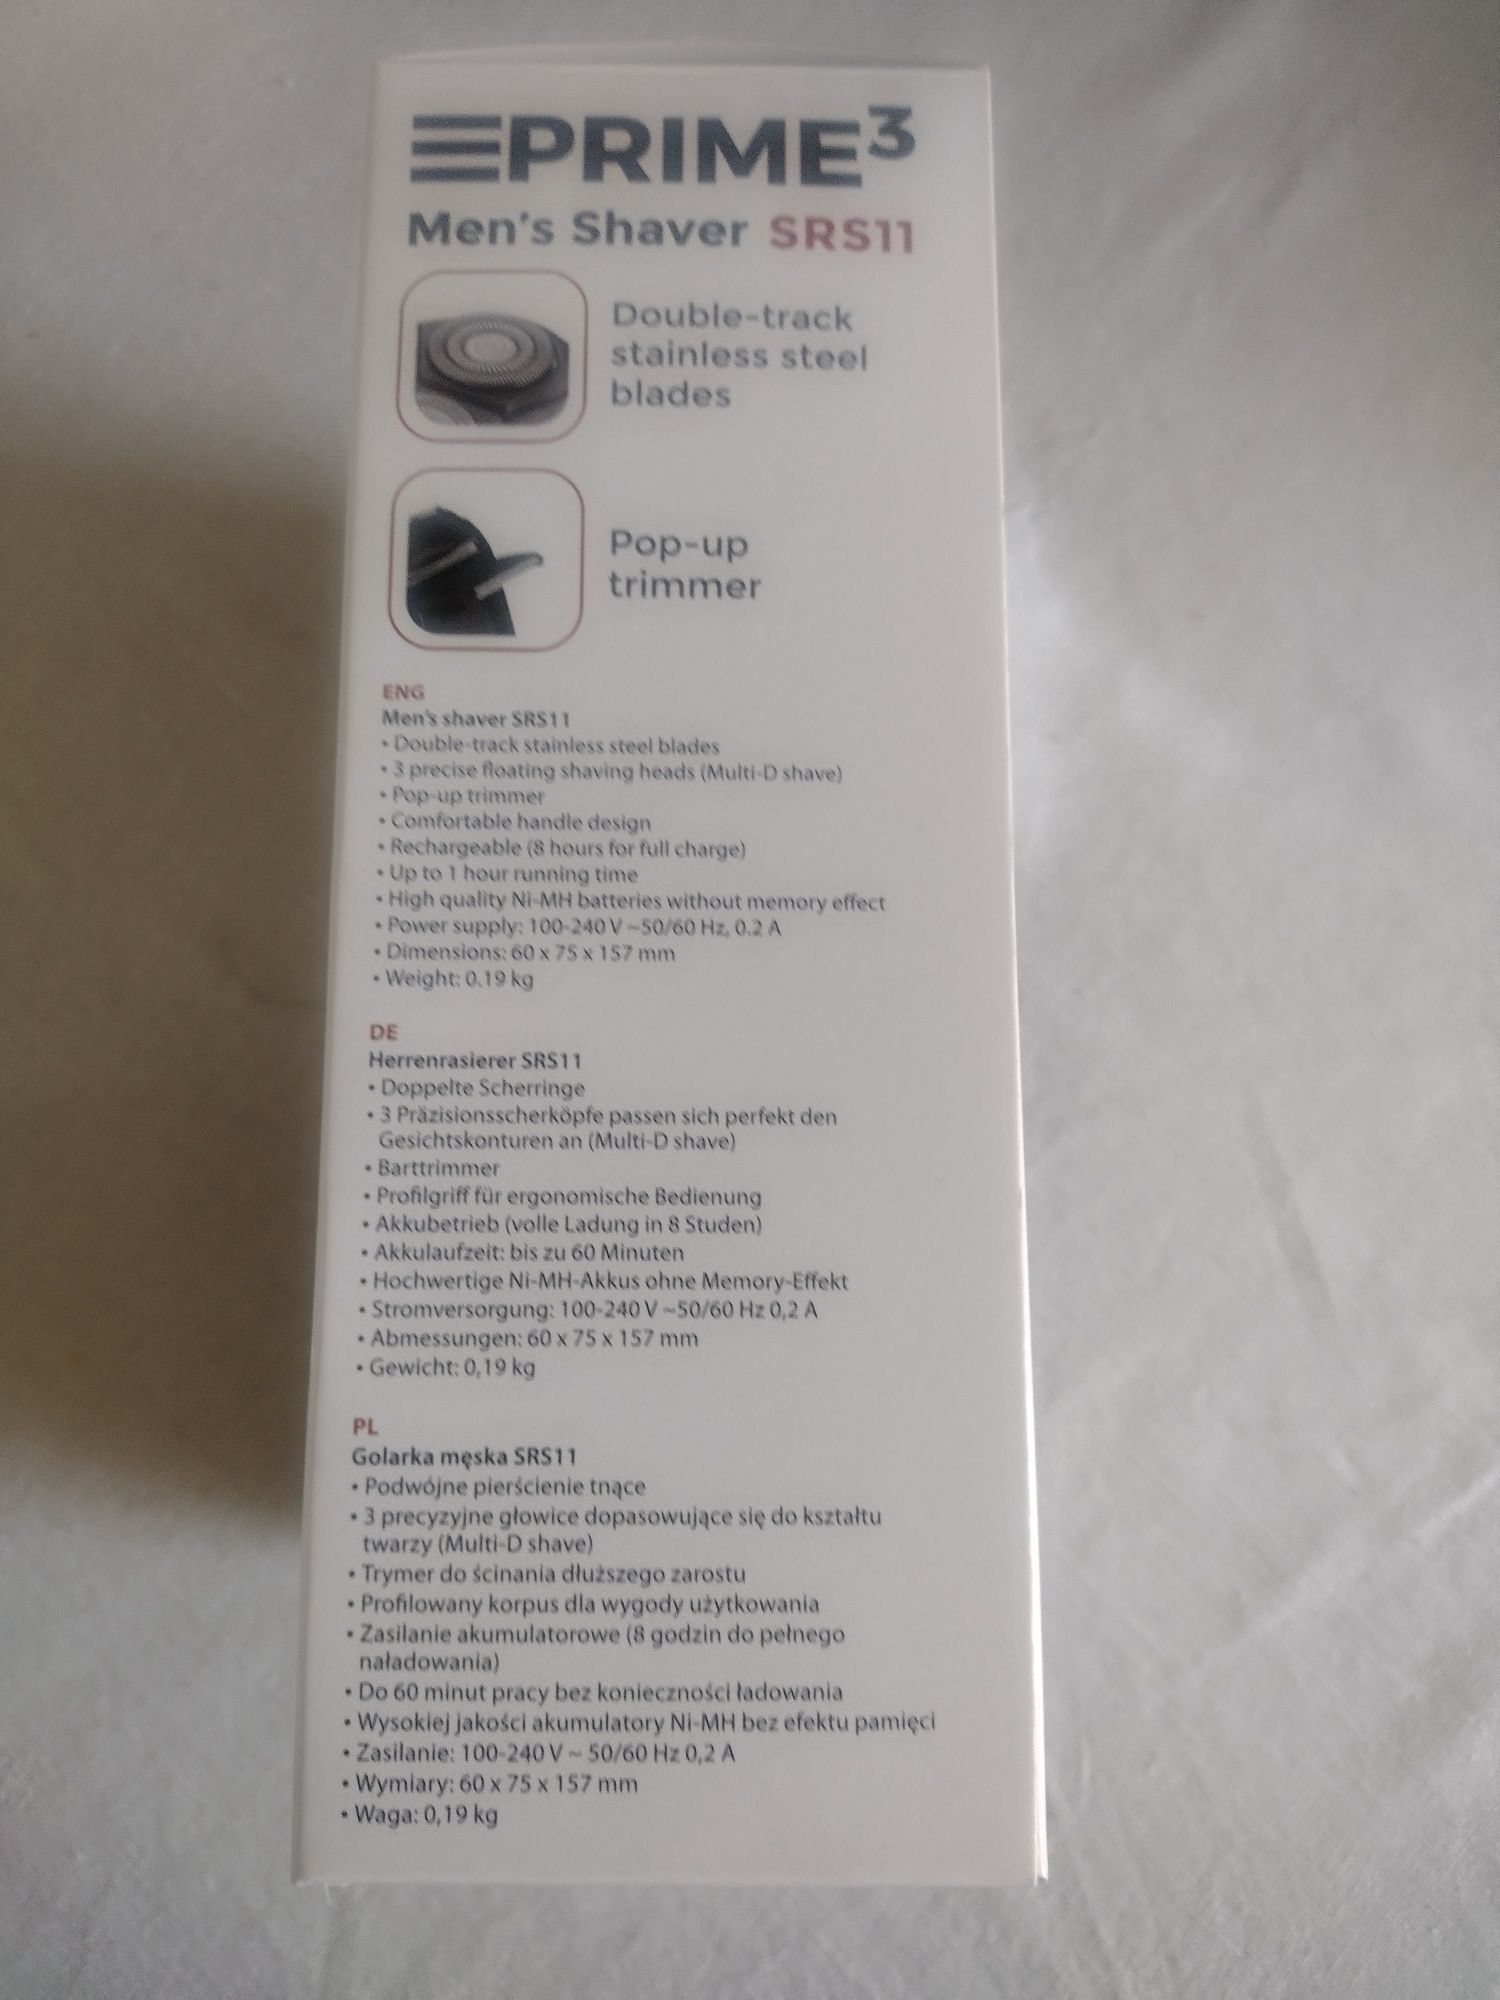 PRIME³
Men's Shaver SRS11
Double-track
stainless steel
blades
Pop-up
trimmer
ENG
Men's shaver SRS11
• Double-track stainless steel blades
• 3 precise floating shaving heads (Multi-D shave)
• Pop-up trimmer
• Comfortable handle design
• Rechargeable (8 hours for full charge)
• Up to 1 hour running time
• High quality Ni-MH batteries without memory effect
• Power supply: 100-240 V ~50/60 Hz, 0.2 A
• Dimensions: 60 x 75 x 157 mm
• Weight: 0.19 kg
DE
Herrenrasierer SRS11
• Doppelte Scherringe
• 3 Präzisionsscherköpfe passen sich perfekt den
Gesichtskonturen an (Multi-D shave)
• Barttrimmer
• Profilgriff für ergonomische Bedienung
• Akkubetrieb (volle Ladung in 8 Studen)
• Akkulaufzeit: bis zu 60 Minuten
• Hochwertige Ni-MH-Akkus ohne Memory-Effekt
• Stromversorgung: 100-240 V ~50/60 Hz 0,2 A
• Abmessungen: 60 x 75 x 157 mm
• Gewicht: 0,19 kg
PL
Golarka męska SRS11
• Podwójne pierścienie tnące
• 3 precyzyjne głowice dopasowujące się do kształtu
twarzy (Multi-D shave)
• Trymer do ścinania dłuższego zarostu
• Profilowany korpus dla wygody użytkowania
• Zasilanie akumulatorowe (8 godzin do pełnego
naładowania)
• Do 60 minut pracy bez konieczności ładowania
• Wysokiej jakości akumulatory Ni-MH bez efektu pamięci
• Zasilanie: 100-240 V ~ 50/60 Hz 0,2 A
• Wymiary: 60 x 75 x 157 mm
• Waga: 0,19 kg